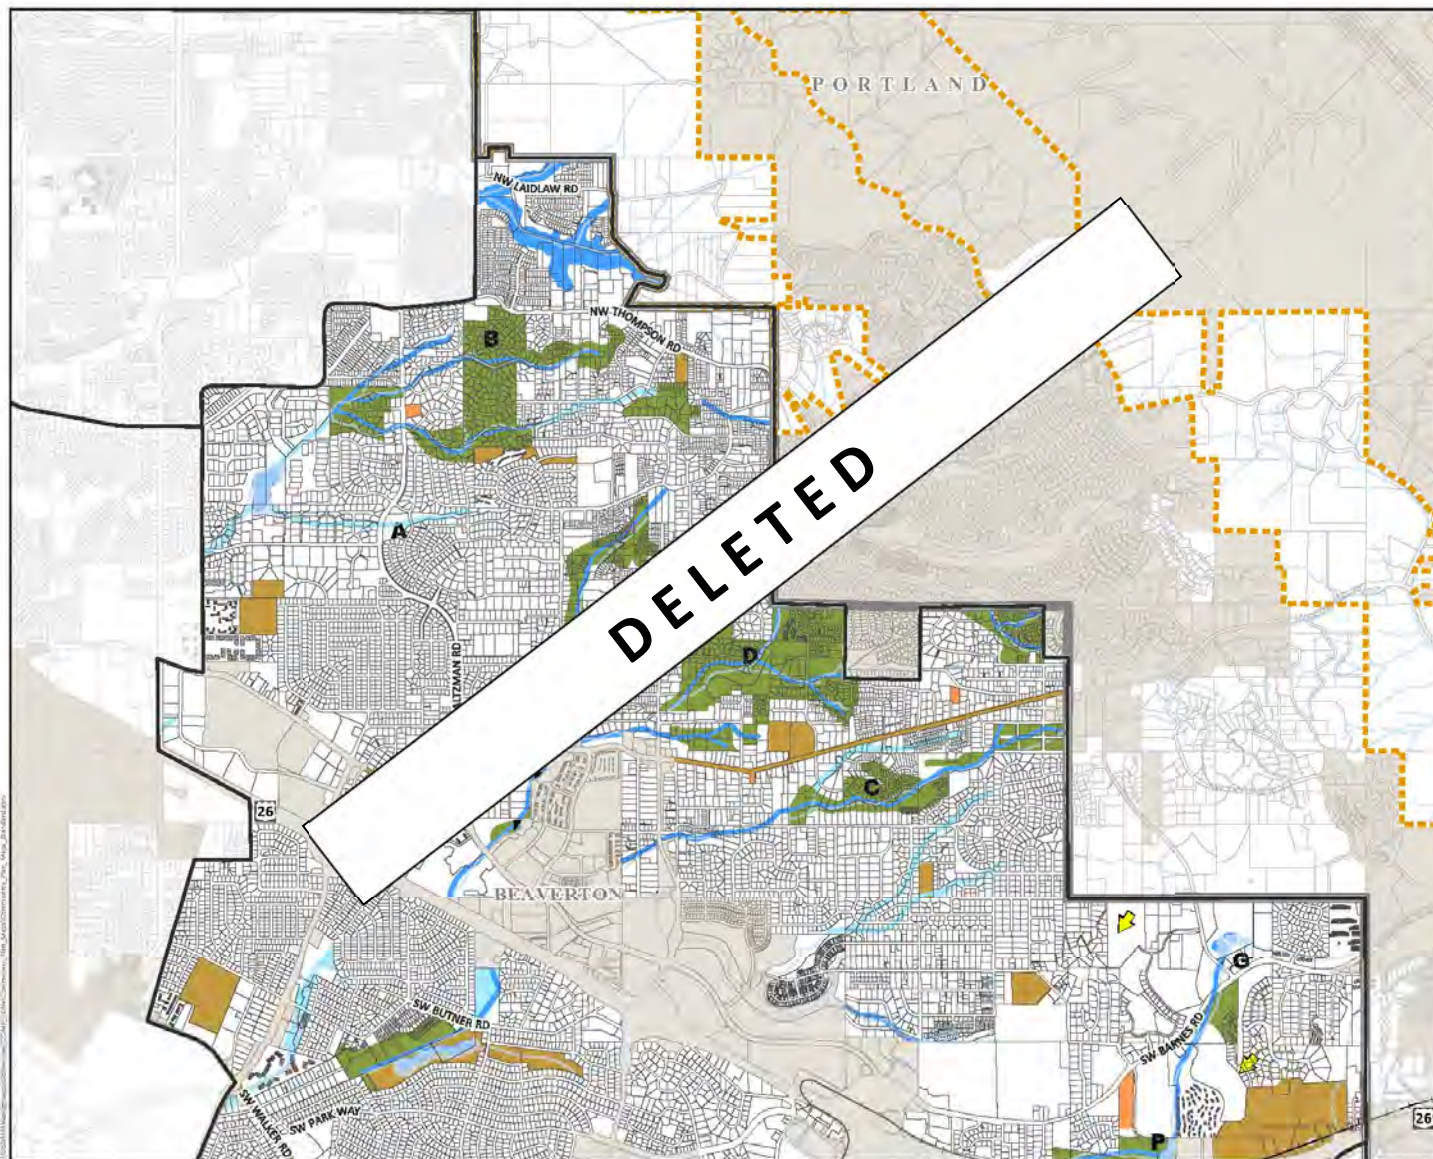 PORTLAND
NW LAIDLAW RD
NW THOMPSON RD
B
A
DELETED
D
C
26
BEAVERTON
G
SW BUTNER RD
SW BARNES RD
SW WALKER RD
SW PARK WAY
26
P